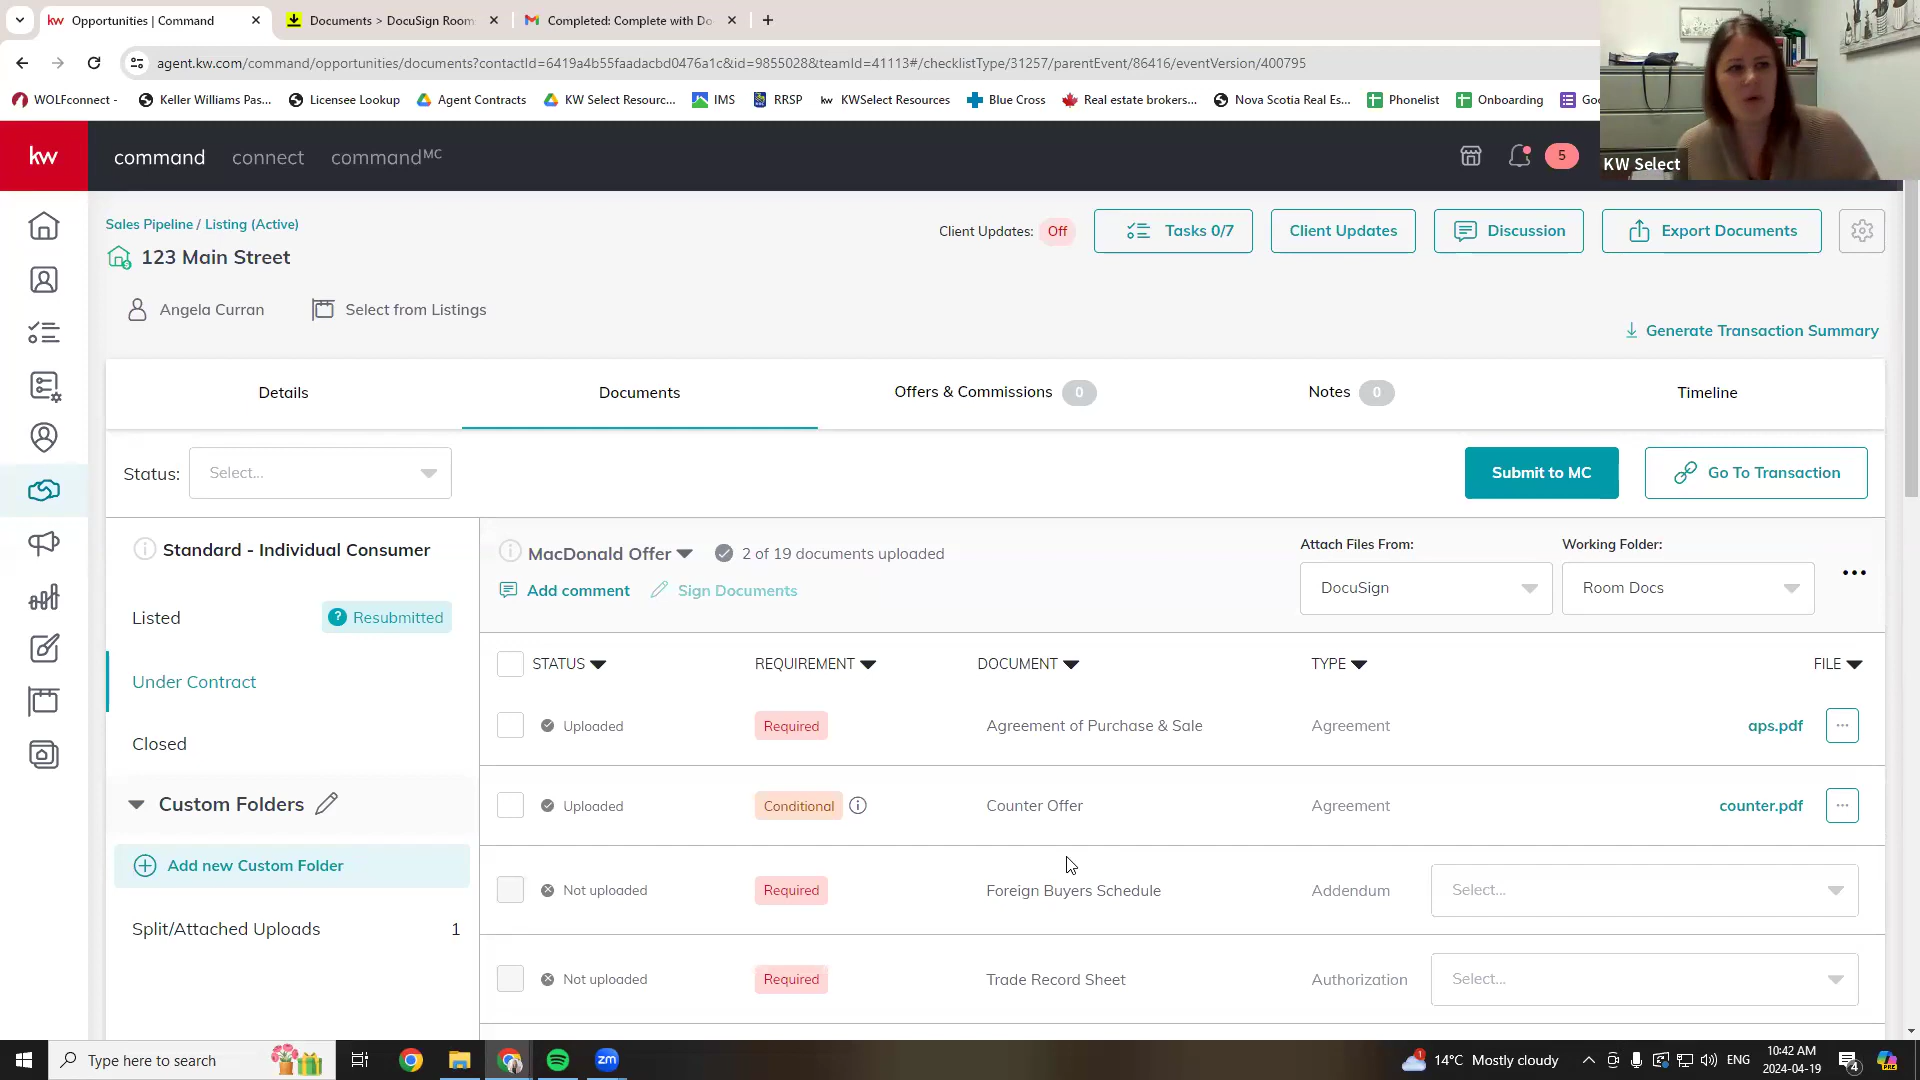 Opportunities | Command
Documents > DocuSign Room
Completed: Complete with Do
agent.kw.com/command/opportunities/documents?contactId=6419a4b55faadacbd0476a1c&id=9855028&teamId=41113#/checklistType/31257/parentEvent/86416/eventVersion/400795
WOLFconnect -
Keller Williams Pas...
Licensee Lookup
Agent Contracts
KW Select Resourc...
IMS
RRSP
KWSelect Resources
Blue Cross
Real estate brokers...
Nova Scotia Real Es...
Phonelist
Onboarding
Goo
KW Select
kw
command
connect
commandMC
5
Sales Pipeline / Listing (Active)
123 Main Street
Client Updates: Off
Tasks 0/7
Client Updates
Discussion
Export Documents
Angela Curran
Select from Listings
Generate Transaction Summary
Details
Documents
Offers & Commissions 0
Notes 0
Timeline
Status: Select...
Submit to MC
Go To Transaction
Standard - Individual Consumer
Listed
Resubmitted
Under Contract
Closed
Custom Folders
Add new Custom Folder
Split/Attached Uploads 1
MacDonald Offer
2 of 19 documents uploaded
Add comment
Sign Documents
Attach Files From:
DocuSign
Working Folder:
Room Docs
STATUS REQUIREMENT DOCUMENT TYPE FILE
Uploaded Required Agreement of Purchase & Sale Agreement aps.pdf
Uploaded Conditional Counter Offer Agreement counter.pdf
Not uploaded Required Foreign Buyers Schedule Addendum Select...
Not uploaded Required Trade Record Sheet Authorization Select...
Type here to search
zm
14°C Mostly cloudy
ENG
10:42 AM
2024-04-19
4